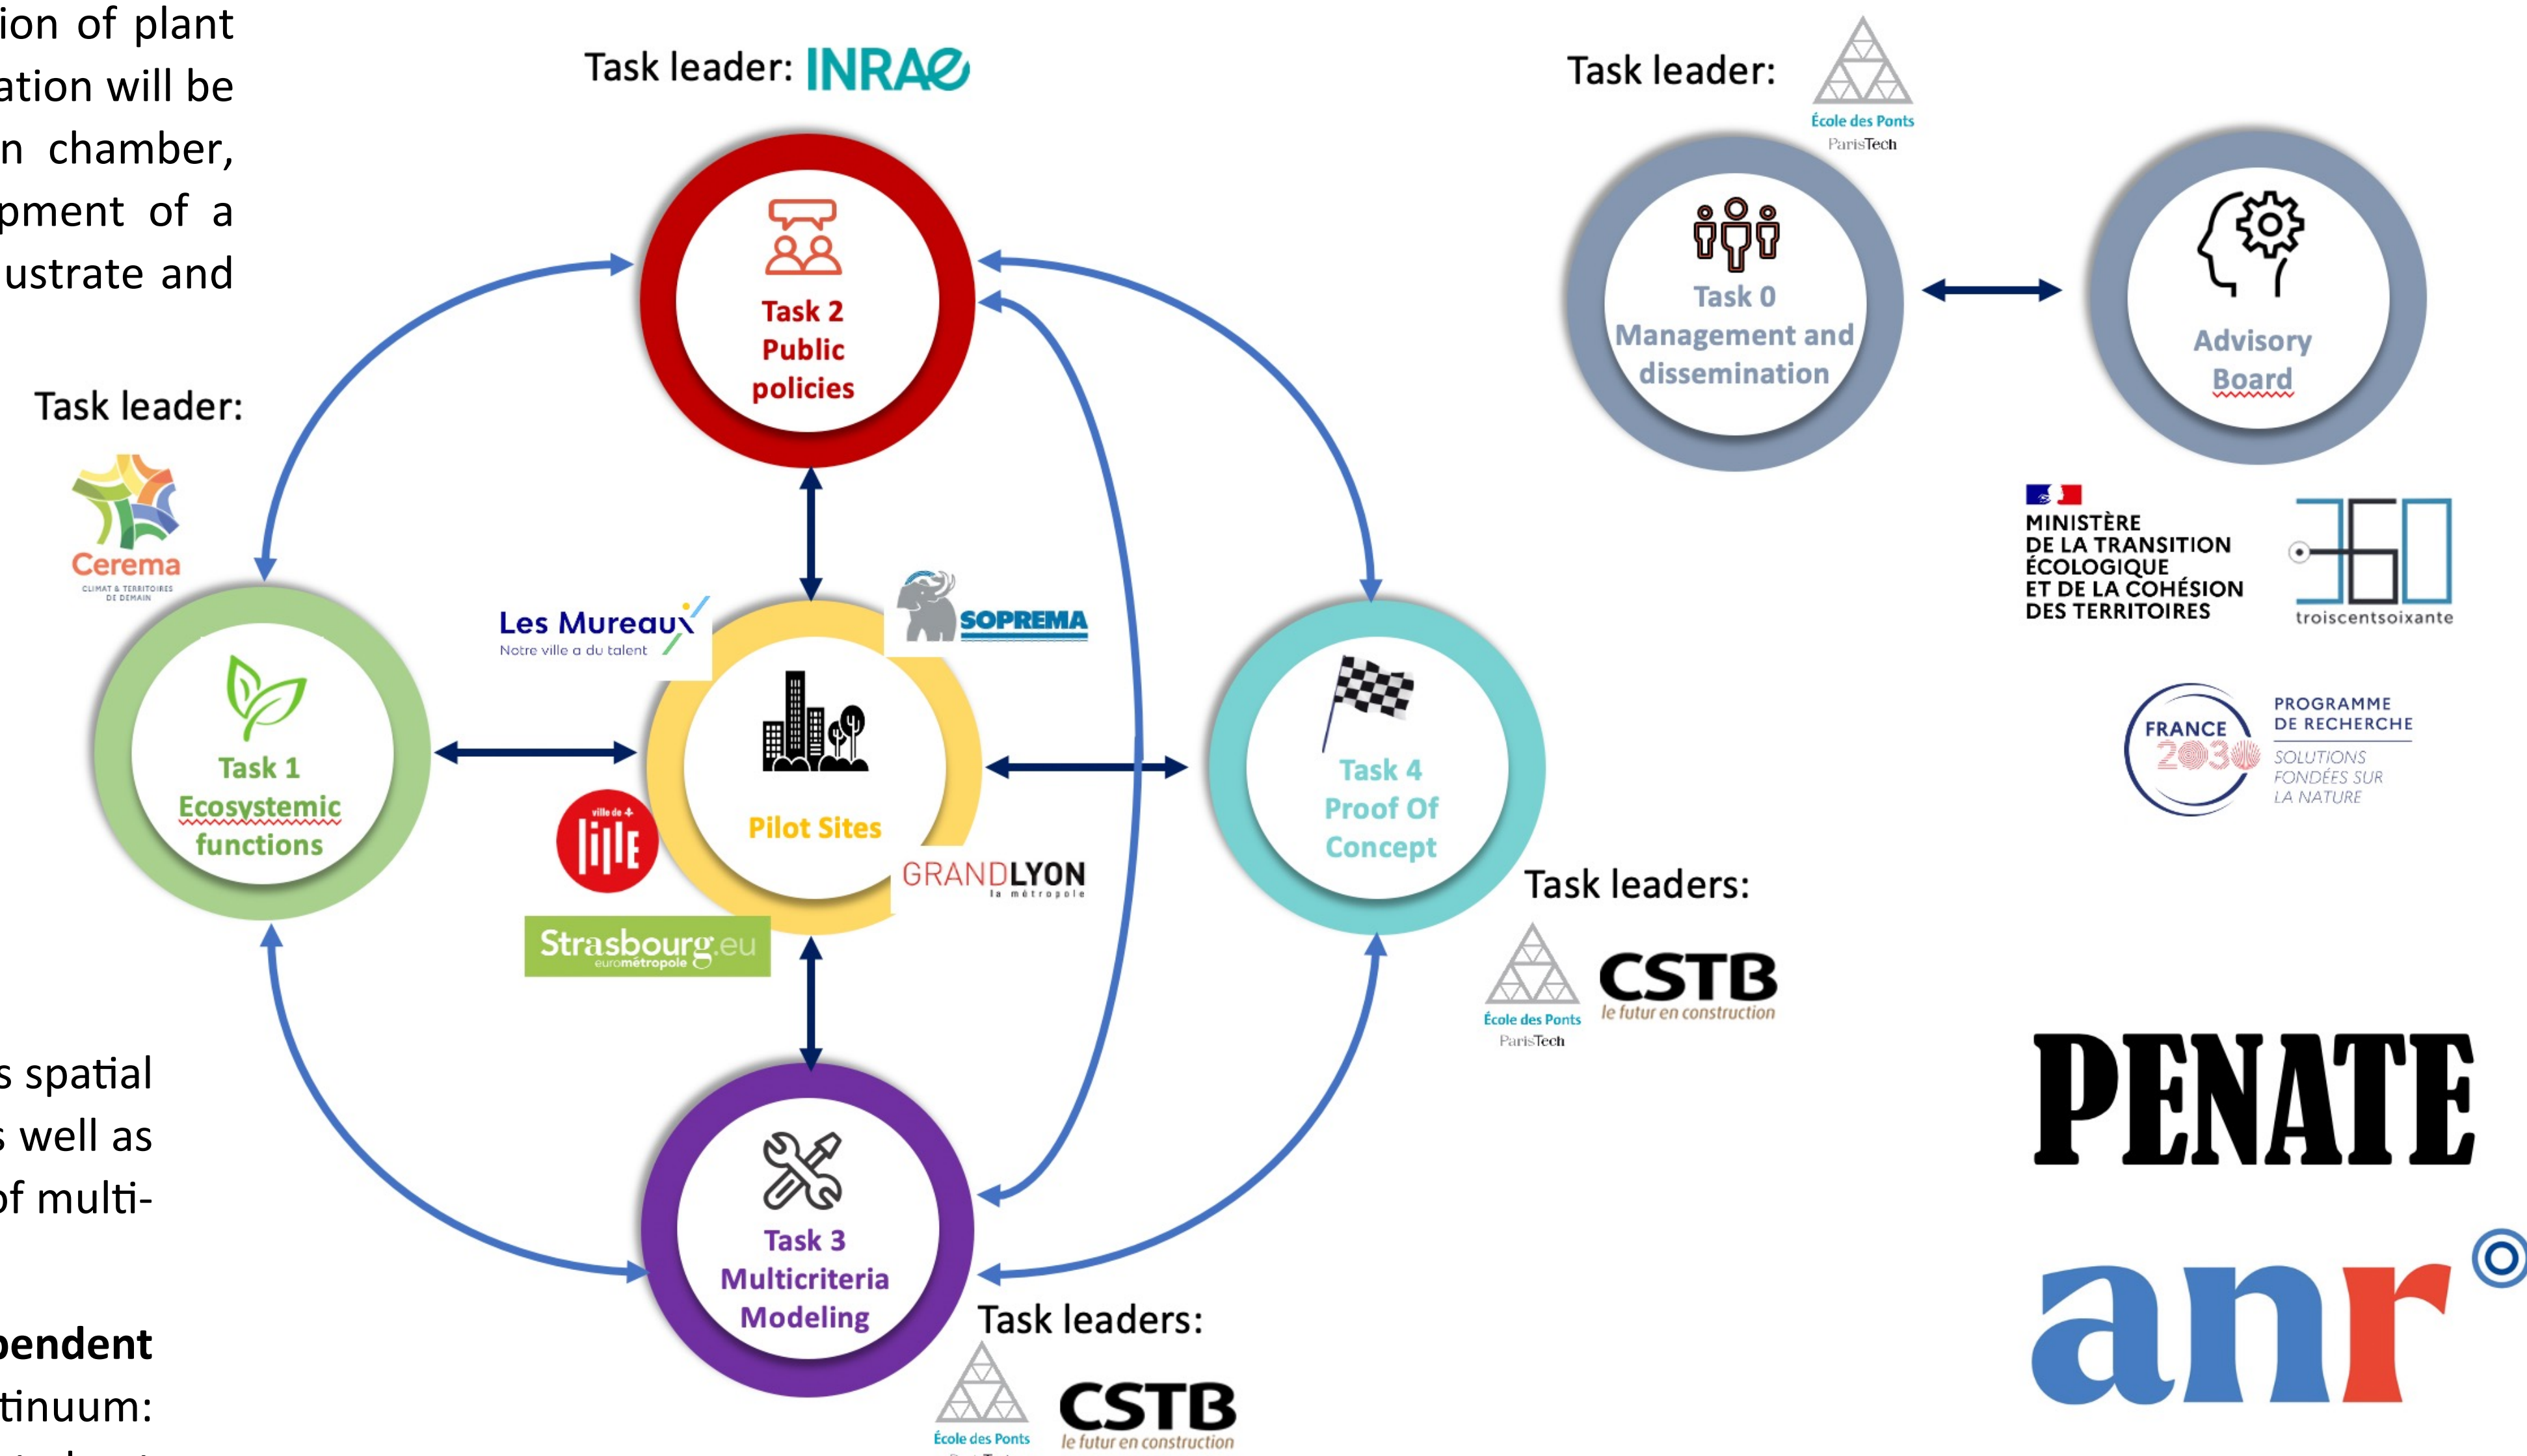 ion of plant
ation will be
n chamber,
pment of a
ustrate and
Task leader: INRAE
Task leader:
École des Ponts
ParisTech
Task 2
Public
policies
Task 0
Management and
dissemination
Advisory
Board
Task leader:
Cerema
CLIMAT & TERRITOIRES
DE DEMAIN
MINISTÈRE
DE LA TRANSITION
ÉCOLOGIQUE
ET DE LA COHÉSION
DES TERRITOIRES
360
troiscentsoixante
Les Mureaux
Notre ville a du talent
SOPREMA
Task 1
Ecosystemic
functions
Pilot Sites
Task 4
Proof Of
Concept
FRANCE
2030
PROGRAMME
DE RECHERCHE
SOLUTIONS
FONDÉES SUR
LA NATURE
ville de
lille
GRANDLYON
la métropole
Strasbourg.eu
eurométropole
Task leaders:
École des Ponts
ParisTech
CSTB
le futur en construction
s spatial
s well as
of multi-
pendent
tinuum:
Task 3
Multicriteria
Modeling
Task leaders:
École des Ponts
CSTB
le futur en construction
PENATE
anr